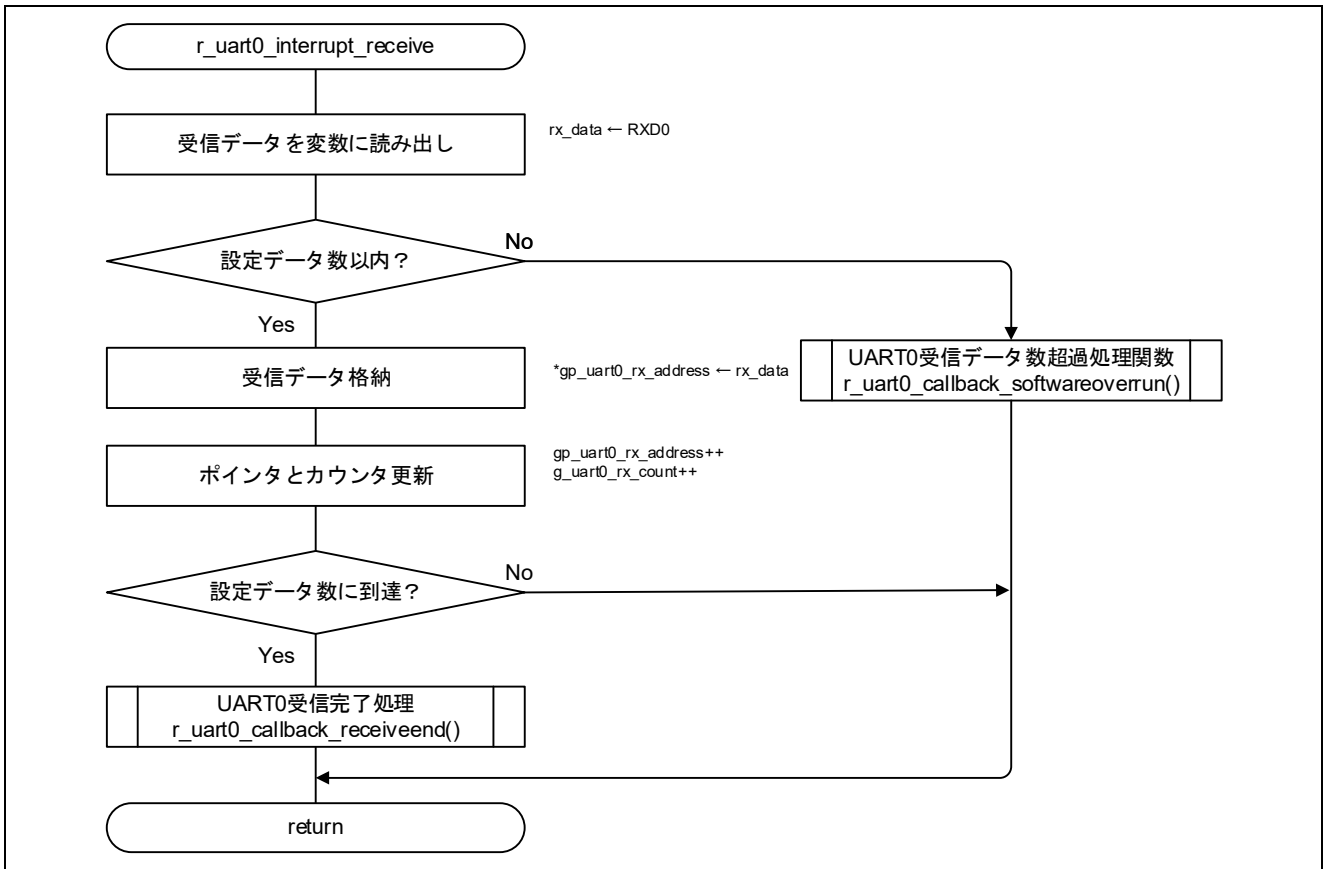 r_uart0_interrupt_receive
受信データを変数に読み出し
rx_data ← RXD0
設定データ数以内？
No
Yes
受信データ格納
*gp_uart0_rx_address ← rx_data
UART0受信データ数超過処理関数
r_uart0_callback_softwareoverrun()
ポインタとカウンタ更新
gp_uart0_rx_address++
g_uart0_rx_count++
設定データ数に到達？
No
Yes
UART0受信完了処理
r_uart0_callback_receiveend()
return